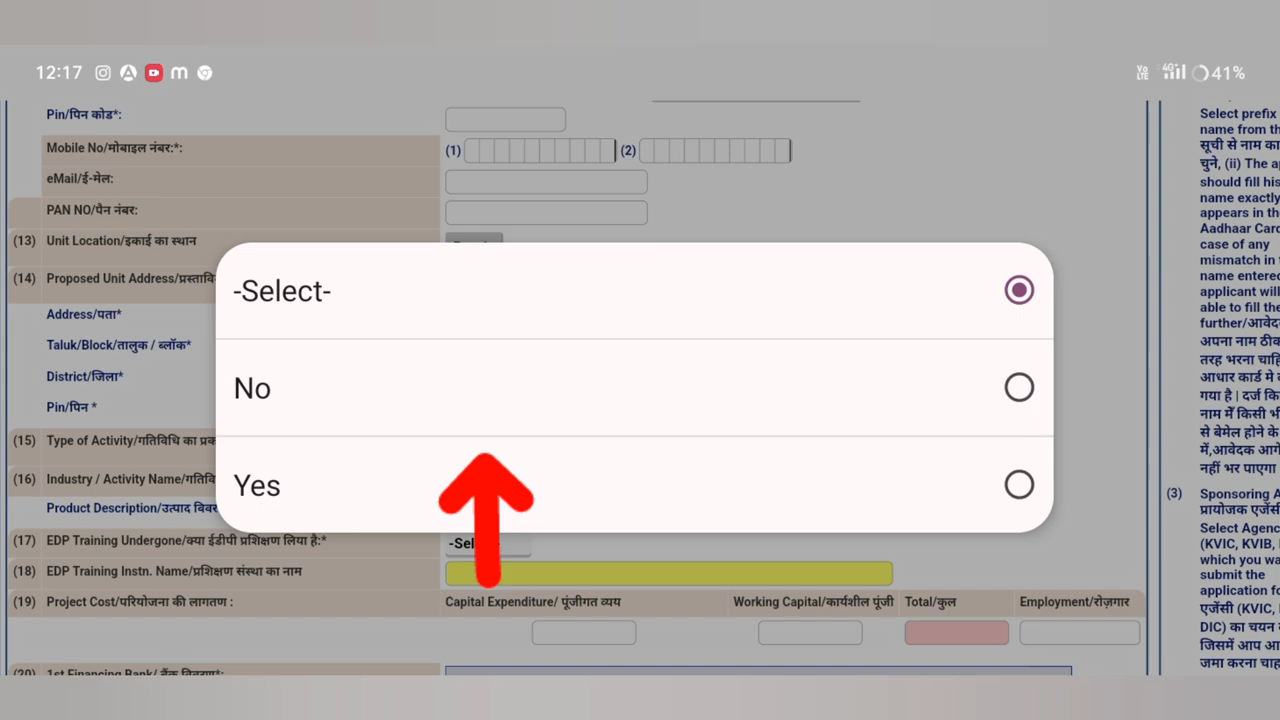 12:17
4G+
41%
Pin/पिन कोड*:
Mobile No/मोबाइल नंबर:*:
(1)
(2)
eMail/ई-मेल:
PAN NO/पैन नंबर:
(13) Unit Location/इकाई का स्थान
(14) Proposed Unit Address/प्रस्तावि
Address/पता*
Taluk/Block/तालुक / ब्लॉक*
District/जिला*
Pin/पिन *
(15) Type of Activity/गतिविधि का प्रक
(16) Industry / Activity Name/गतिवि
Product Description/उत्पाद विवर
-Select-
No
Yes
(17) EDP Training Undergone/क्या ईडीपी प्रशिक्षण लिया है:*
(18) EDP Training Instn. Name/प्रशिक्षण संस्था का नाम
(19) Project Cost/परियोजना की लागतण : Capital Expenditure/ पूंजीगत व्यय Working Capital/कार्यशील पूंजी Total/कुल Employment/रोज़गार
(20) 1st Financing Bank/ बैंक विवरण*:
Select prefix
name from th
सूची से नाम का
चुने, (ii) The a
should fill his
name exactly
appears in th
Aadhaar Card
case of any
mismatch in
name entered
applicant will
able to fill the
further/आवेद
अपना नाम ठीक
तरह भरना चाहि
आधार कार्ड मे
गया है | दर्ज कि
नाम में किसी भी
से बेमेल होने के
में,आवेदक आगे
नहीं भर पाएगा
(3) Sponsoring A
प्रायोजक एजेंसी
Select Agenc
(KVIC, KVIB,
which you wa
submit the
application fo
एजेंसी (KVIC,
DIC) का चयन
जिसमें आप आ
जमा करना चाह